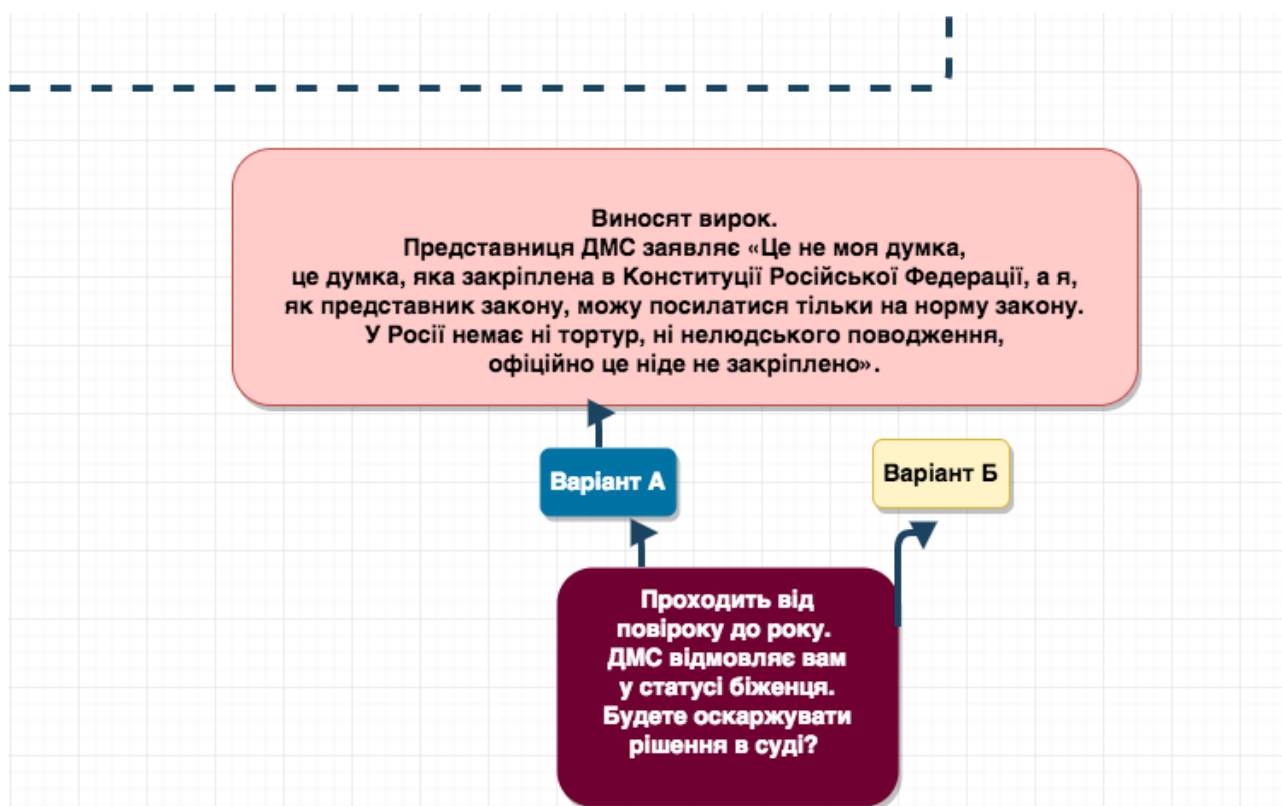 Виносят вирок.
Представниця ДМС заявляє «Це не моя думка,
це думка, яка закріплена в Конституції Російської Федерації, а я,
як представник закону, можу посилатися тільки на норму закону.
У Росії немає ні тортур, ні нелюдського поводження,
офіційно це ніде не закріплено».
Варіант А
Варіант Б
Проходить від
повіроку до року.
ДМС відмовляє вам
у статусі біженця.
Будете оскаржувати
рішення в суді?